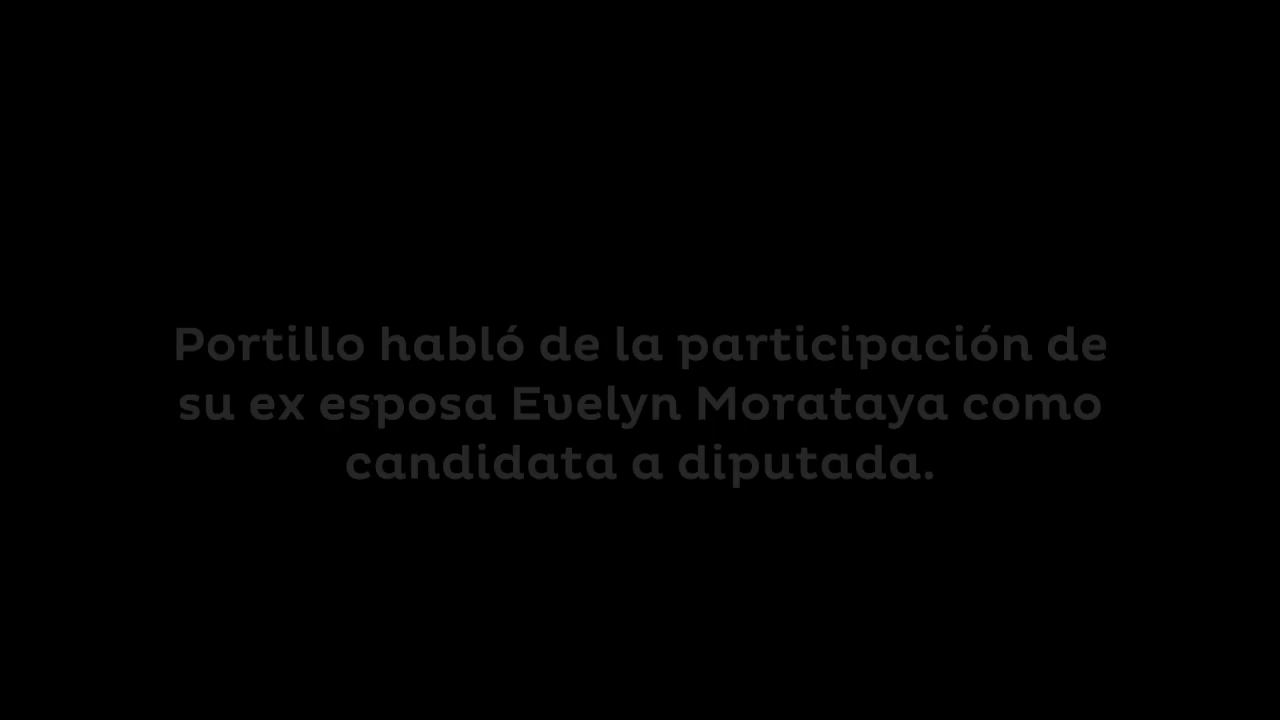 Portillo habló de la participación de
su ex esposa Evelyn Morataya como
candidata a diputada.